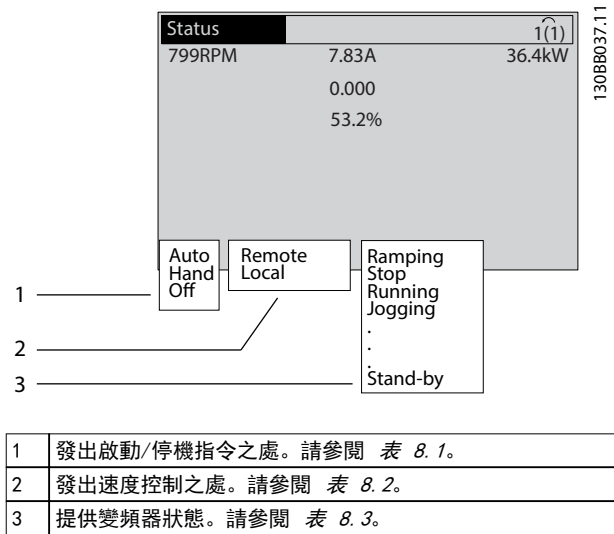 Status 1(1)
799RPM 7.83A 36.4kW
0.000
53.2%
130BB037.11
Auto
Hand
Off
Remote
Local
Ramping
Stop
Running
Jogging
.
.
.
Stand-by
1
2
3
1 發出啟動/停機指令之處。請參閱 表 8.1。
2 發出速度控制之處。請參閱 表 8.2。
3 提供變頻器狀態。請參閱 表 8.3。